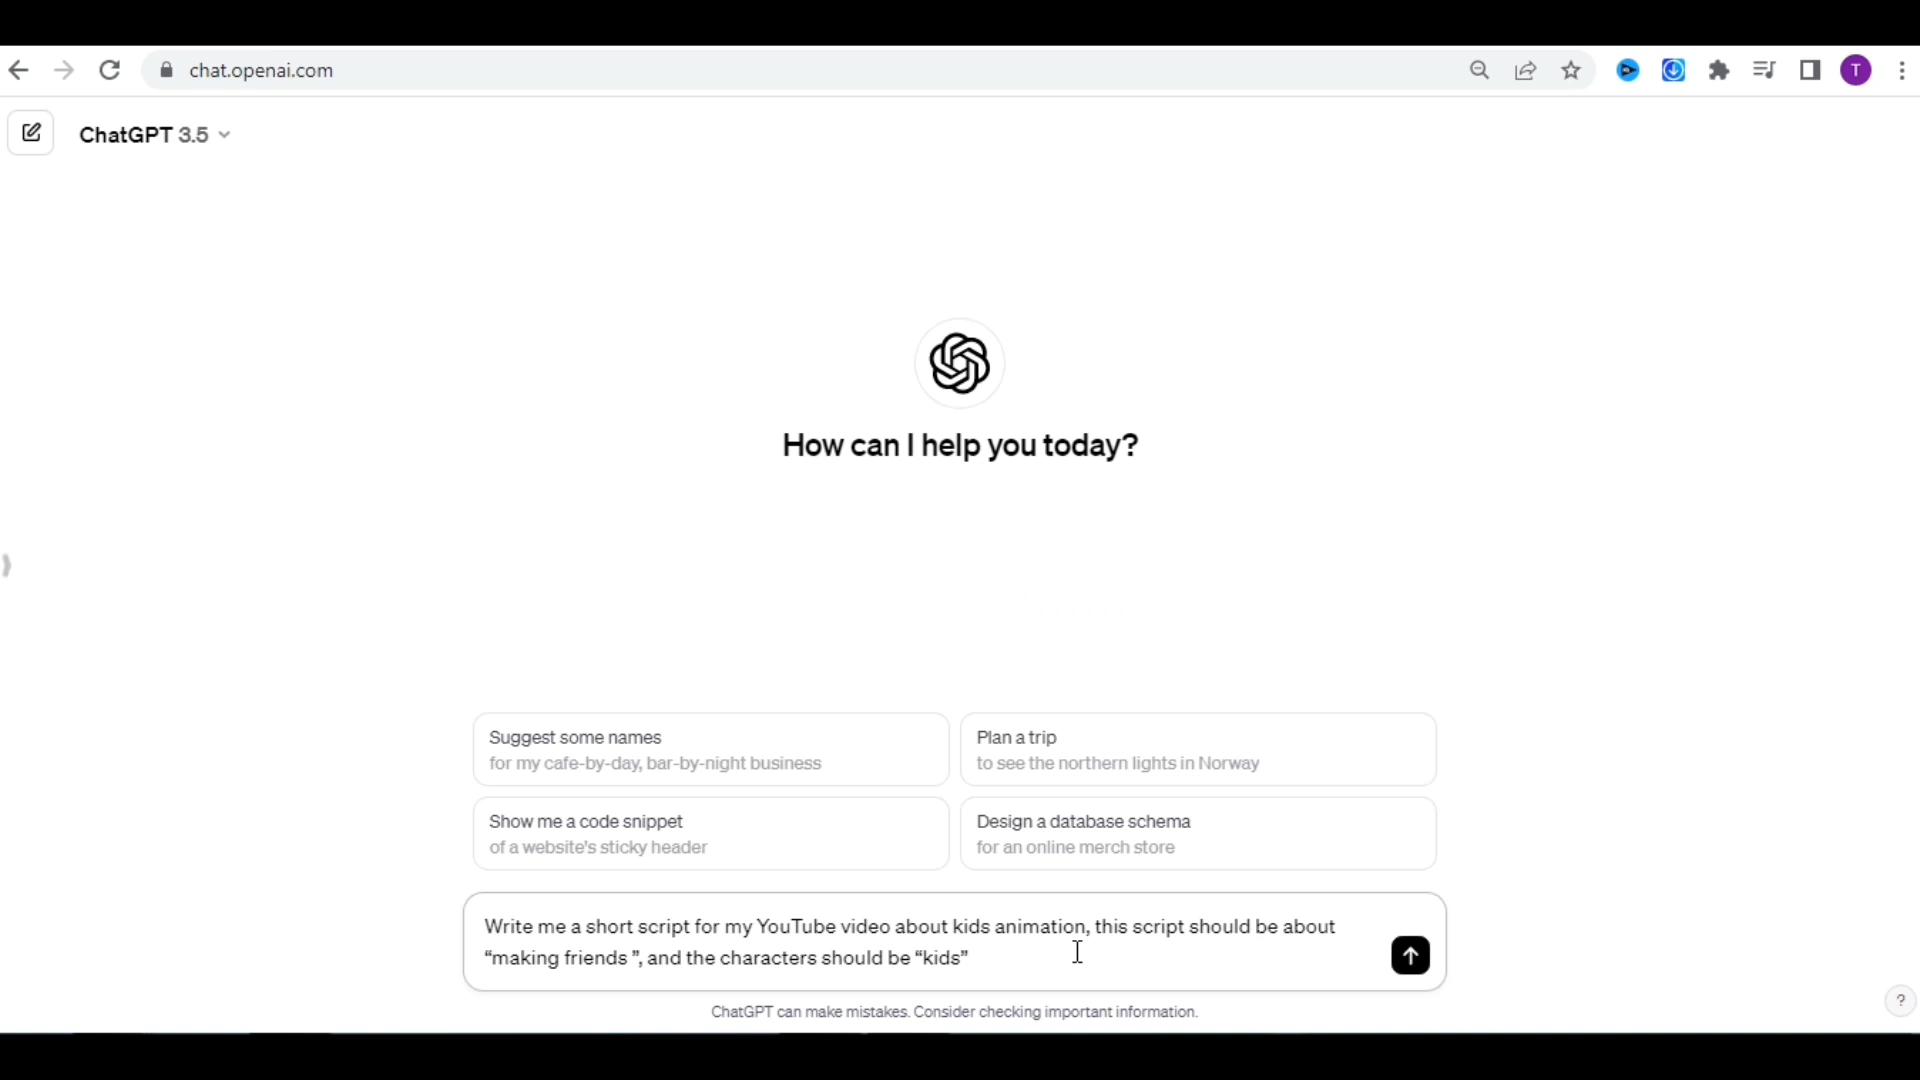 chat.openai.com
T
ChatGPT 3.5
How can I help you today?
Suggest some names
for my cafe-by-day, bar-by-night business
Plan a trip
to see the northern lights in Norway
Show me a code snippet
of a website's sticky header
Design a database schema
for an online merch store
Write me a short script for my YouTube video about kids animation, this script should be about
“making friends ”, and the characters should be “kids”
ChatGPT can make mistakes. Consider checking important information.
?